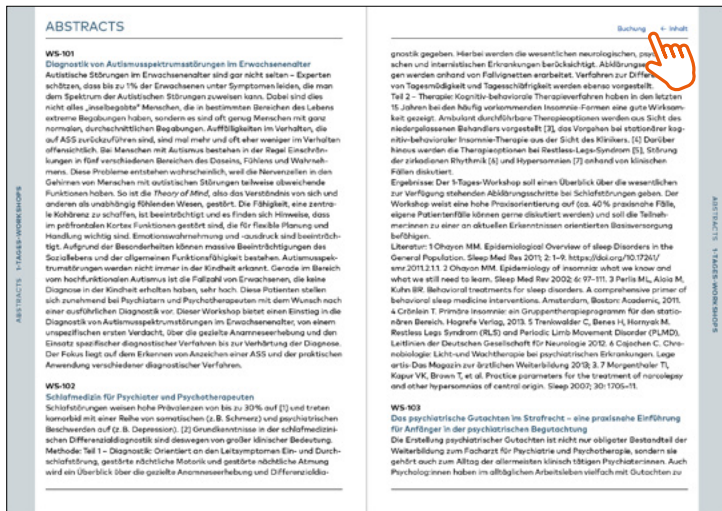 ABSTRACTS
WS-101
Diagnostik von Autismusspektrumsstörungen im Erwachsenenalter
Autistische Störungen im Erwachsenenalter sind gar nicht selten – Experten
schätzen, dass bis zu 1% der Erwachsenen unter Symptomen leiden, die man
dem Spektrum der Autistischen Störungen zuweisen kann. Dabei sind dies
nicht alles „inselbegabte" Menschen, die in bestimmten Bereichen des Lebens
extreme Begabungen haben, sondern es sind oft genug Menschen mit ganz
normalen, durchschnittlichen Begabungen. Auffälligkeiten im Verhalten, die
auf ASS zurückzuführen sind, sind mal mehr und oft eher weniger im Verhalten
offensichtlich. Bei Menschen mit Autismus bestehen in der Regel Einschrän-
kungen in fünf verschiedenen Bereichen des Daseins, Fühlens und Wahrneh-
mens. Diese Probleme entstehen wahrscheinlich, weil die Nervenzellen in den
Gehirnen von Menschen mit autistischen Störungen teilweise abweichende
Funktionen haben. So ist die Theory of Mind, also das Verständnis von sich und
anderen als unabhängig fühlenden Wesen, gestört. Die Fähigkeit, eine zentra-
le Kohärenz zu schaffen, ist beeinträchtigt und es finden sich Hinweise, dass
im präfrontalen Kortex Funktionen gestört sind, die für flexible Planung und
Handlung wichtig sind. Emotionswahrnehmung und -ausdruck sind beeinträch-
tigt. Aufgrund der Besonderheiten können massive Beeinträchtigungen des
Soziallebens und der allgemeinen Funktionsfähigkeit bestehen. Autismusspek-
trumstörungen werden nicht immer in der Kindheit erkannt. Gerade im Bereich
vom hochfunktionalen Autismus ist die Fallzahl von Erwachsenen, die keine
Diagnose in der Kindheit erhalten haben, sehr hoch. Diese Patienten stellen
sich zunehmend bei Psychiatern und Psychotherapeuten mit dem Wunsch nach
einer ausführlichen Diagnostik vor. Dieser Workshop bietet einen Einstieg in die
Diagnostik von Autismusspektrumstörungen im Erwachsenenalter, von einem
unspezifischen ersten Verdacht, über die gezielte Anamneseerhebung und den
Einsatz spezifischer diagnostischer Verfahren bis zur Verhärtung der Diagnose.
Der Fokus liegt auf dem Erkennen von Anzeichen einer ASS und der praktischen
Anwendung verschiedener diagnostischer Verfahren.
WS-102
Schlafmedizin für Psychiater und Psychotherapeuten
Schlafstörungen weisen hohe Prävalenzen von bis zu 30% auf [1] und treten
komorbid mit einer Reihe von somatischen (z. B. Schmerz) und psychiatrischen
Beschwerden auf (z. B. Depression). [2] Grundkenntnisse in der schlafmedizini-
schen Differenzialdiagnostik sind deswegen von großer klinischer Bedeutung.
Methode: Teil 1 – Diagnostik: Orientiert an den Leitsymptomen Ein- und Durch-
schlafstörung, gestörte nächtliche Motorik und gestörte nächtliche Atmung
wird ein Überblick über die gezielte Anamneseerhebung und Differenzialdia-
ABSTRACTS 1-TAGES-WORKSHOPS
Buchung ← Inhalt
gnostik gegeben. Hierbei werden die wesentlichen neurologischen,
schen und internistischen Erkrankungen berücksichtigt.
gen werden anhand von Fallvignetten erarbeitet. Verfahren zur
von Tagesmüdigkeit und Tagesschläfrigkeit werden ebenso vorgestellt.
Teil 2 – Therapie: Kognitiv-behaviorale Therapieverfahren haben in den letzten
15 Jahren bei den häufig vorkommenden Insomnie-Formen eine gute Wirksam-
keit gezeigt. Ambulant durchführbare Therapieoptionen werden aus Sicht des
niedergelassenen Behandlers vorgestellt [3], das Vorgehen bei stationärer kog-
nitiv-behavioraler Insomnie-Therapie aus der Sicht des Klinikers. [4] Darüber
hinaus werden die Therapieoptionen bei Restless-Legs-Syndrom [5], Störung
der zirkadianen Rhythmik [6] und Hypersomnien [7] anhand von klinischen
Fällen diskutiert.
Ergebnisse: Der 1-Tages-Workshop soll einen Überblick über die wesentlichen
zur Verfügung stehenden Abklärungsschritte bei Schlafstörungen geben. Der
Workshop weist eine hohe Praxisorientierung auf (ca. 40% praxisnahe Fälle,
eigene Patientenfälle können gerne diskutiert werden) und soll die Teilneh-
mer:innen zu einer an aktuellen Erkenntnissen orientierten Basisversorgung
befähigen.
Literatur: 1 Ohayon MM. Epidemiological Overview of sleep Disorders in the
General Population. Sleep Med Res 2011; 2: 1–9. https://doi.org/10.17241/
smr.2011.2.1.1. 2 Ohayon MM. Epidemiology of insomnia: what we know and
what we still need to learn. Sleep Med Rev 2002; 6: 97–111. 3 Perlis ML, Aloia M,
Kuhn BR. Behavioral treatments for sleep disorders. A comprehensive primer of
behavioral sleep medicine interventions. Amsterdam, Boston: Academic, 2011.
4 Crönlein T. Primäre Insomnie: ein Gruppentherapieprogramm für den statio-
nären Bereich. Hogrefe Verlag, 2013. 5 Trenkwalder C, Benes H, Hornyak M.
Restless Legs Syndrom (RLS) und Periodic Limb Movement Disorder (PLMD),
Leitlinien der Deutschen Gesellschaft für Neurologie 2012. 6 Cajochen C. Chro-
nobiologie: Licht-und Wachtherapie bei psychiatrischen Erkrankungen. Lege
artis-Das Magazin zur ärztlichen Weiterbildung 2013; 3. 7 Morgenthaler TI,
Kapur VK, Brown T, et al. Practice parameters for the treatment of narcolepsy
and other hypersomnias of central origin. Sleep 2007; 30: 1705–11.
WS-103
Das psychiatrische Gutachten im Strafrecht – eine praxisnahe Einführung
für Anfänger in der psychiatrischen Begutachtung
Die Erstellung psychiatrischer Gutachten ist nicht nur obligater Bestandteil der
Weiterbildung zum Facharzt für Psychiatrie und Psychotherapie, sondern sie
gehört auch zum Alltag der allermeisten klinisch tätigen Psychiater:innen. Auch
Psycholog:innen haben im alltäglichen Arbeitsleben vielfach mit Gutachten zu
ABSTRACTS 1-TAGES-WORKSHOPS